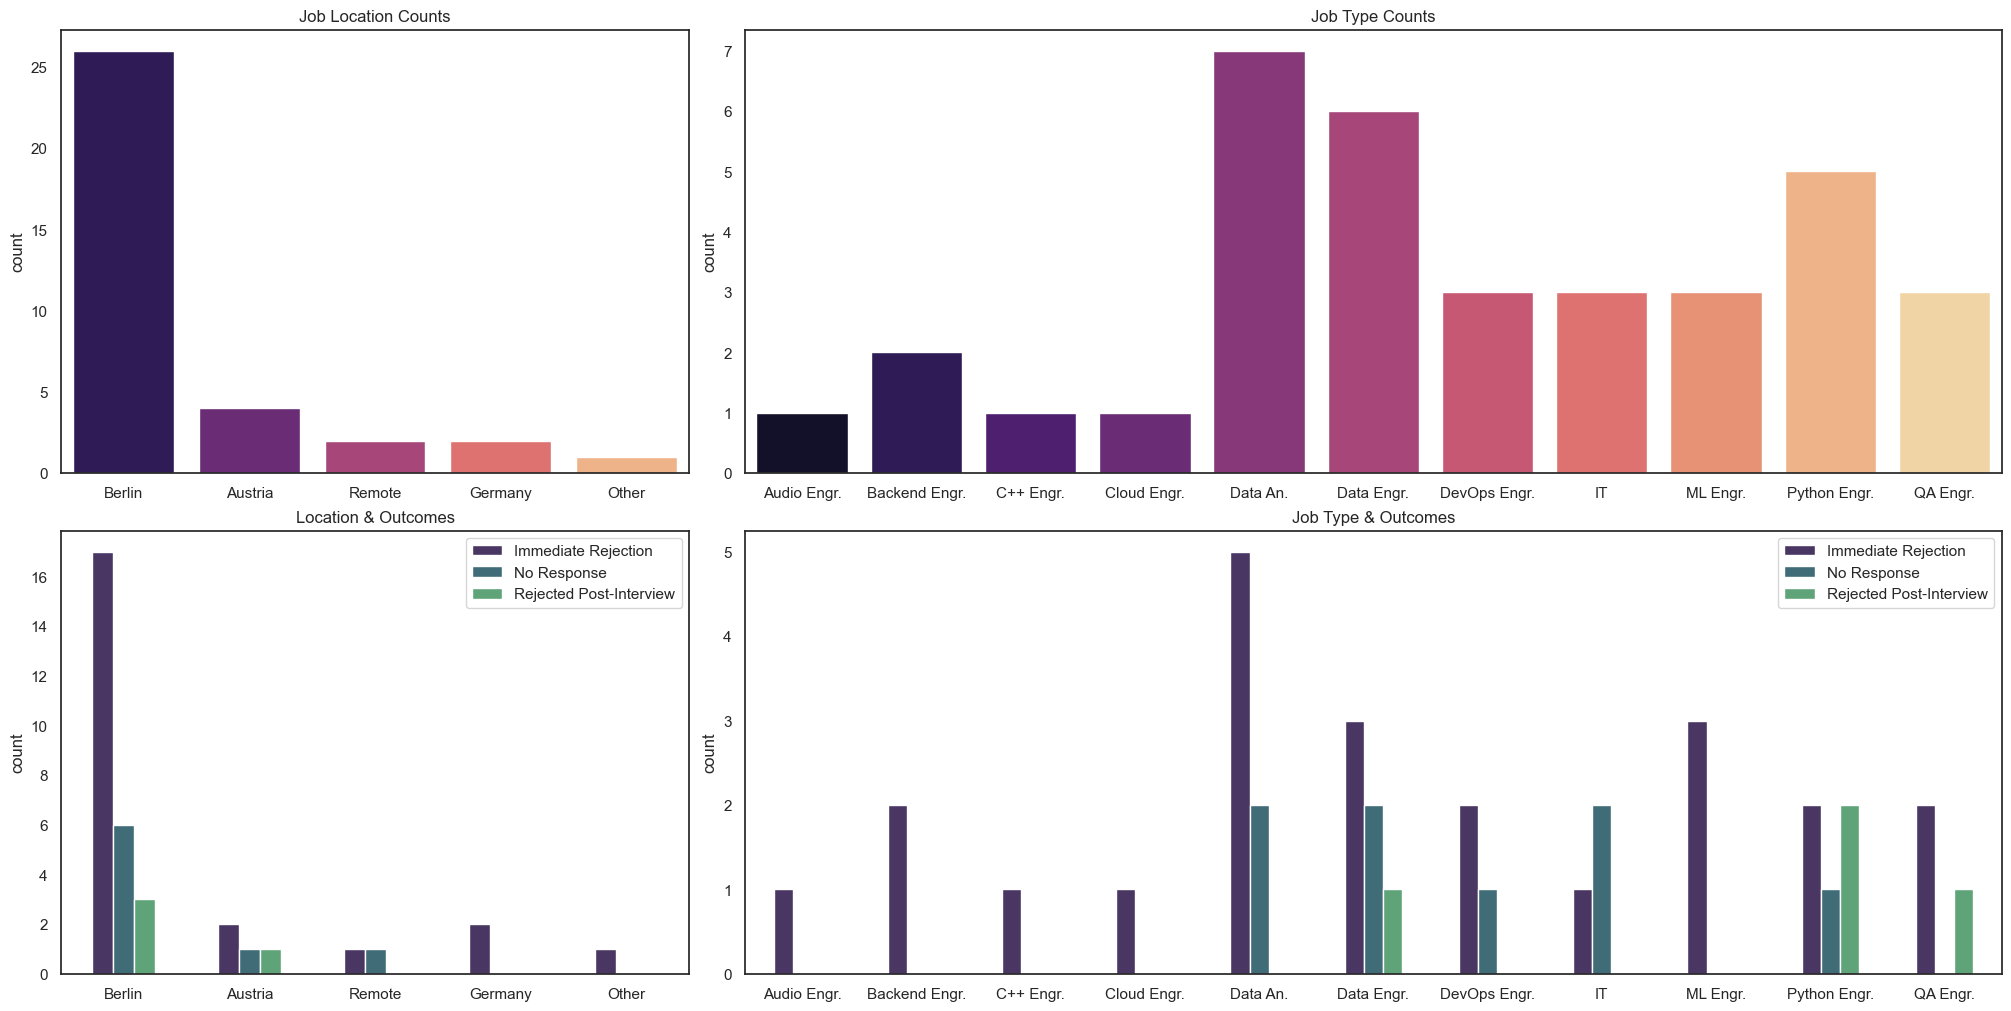 Job Location Counts
count
25
20
15
10
5
0
Berlin Austria Remote Germany Other
Job Type Counts
count
7
6
5
4
3
2
1
0
Audio Engr. Backend Engr. C++ Engr. Cloud Engr. Data An. Data Engr. DevOps Engr. IT ML Engr. Python Engr. QA Engr.
Location & Outcomes
Immediate Rejection
No Response
Rejected Post-Interview
count
16
14
12
10
8
6
4
2
0
Berlin Austria Remote Germany Other
Job Type & Outcomes
Immediate Rejection
No Response
Rejected Post-Interview
count
5
4
3
2
1
0
Audio Engr. Backend Engr. C++ Engr. Cloud Engr. Data An. Data Engr. DevOps Engr. IT ML Engr. Python Engr. QA Engr.